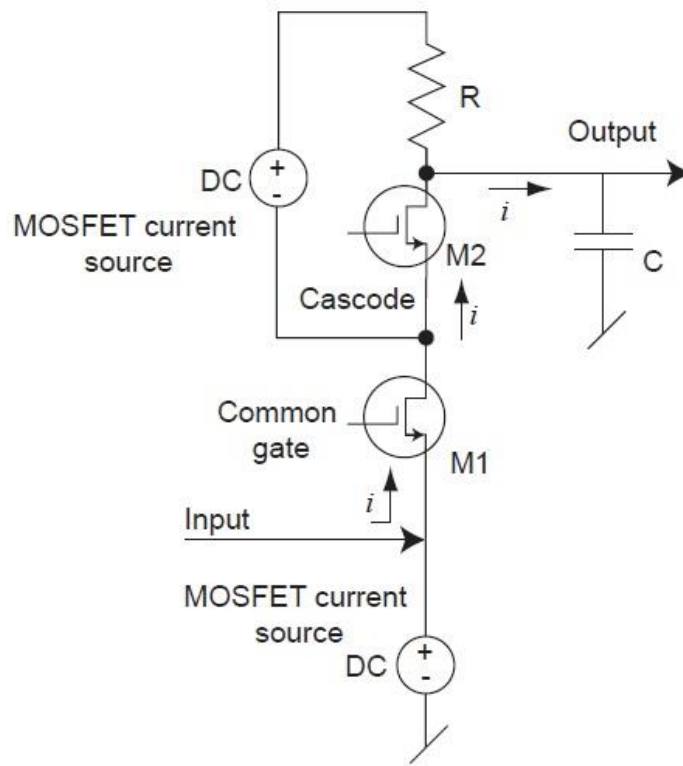 R
Output
DC
+
-
MOSFET current
source
i
M2
C
Cascode
i
Common
gate
M1
i
Input
MOSFET current
source
DC
+
-